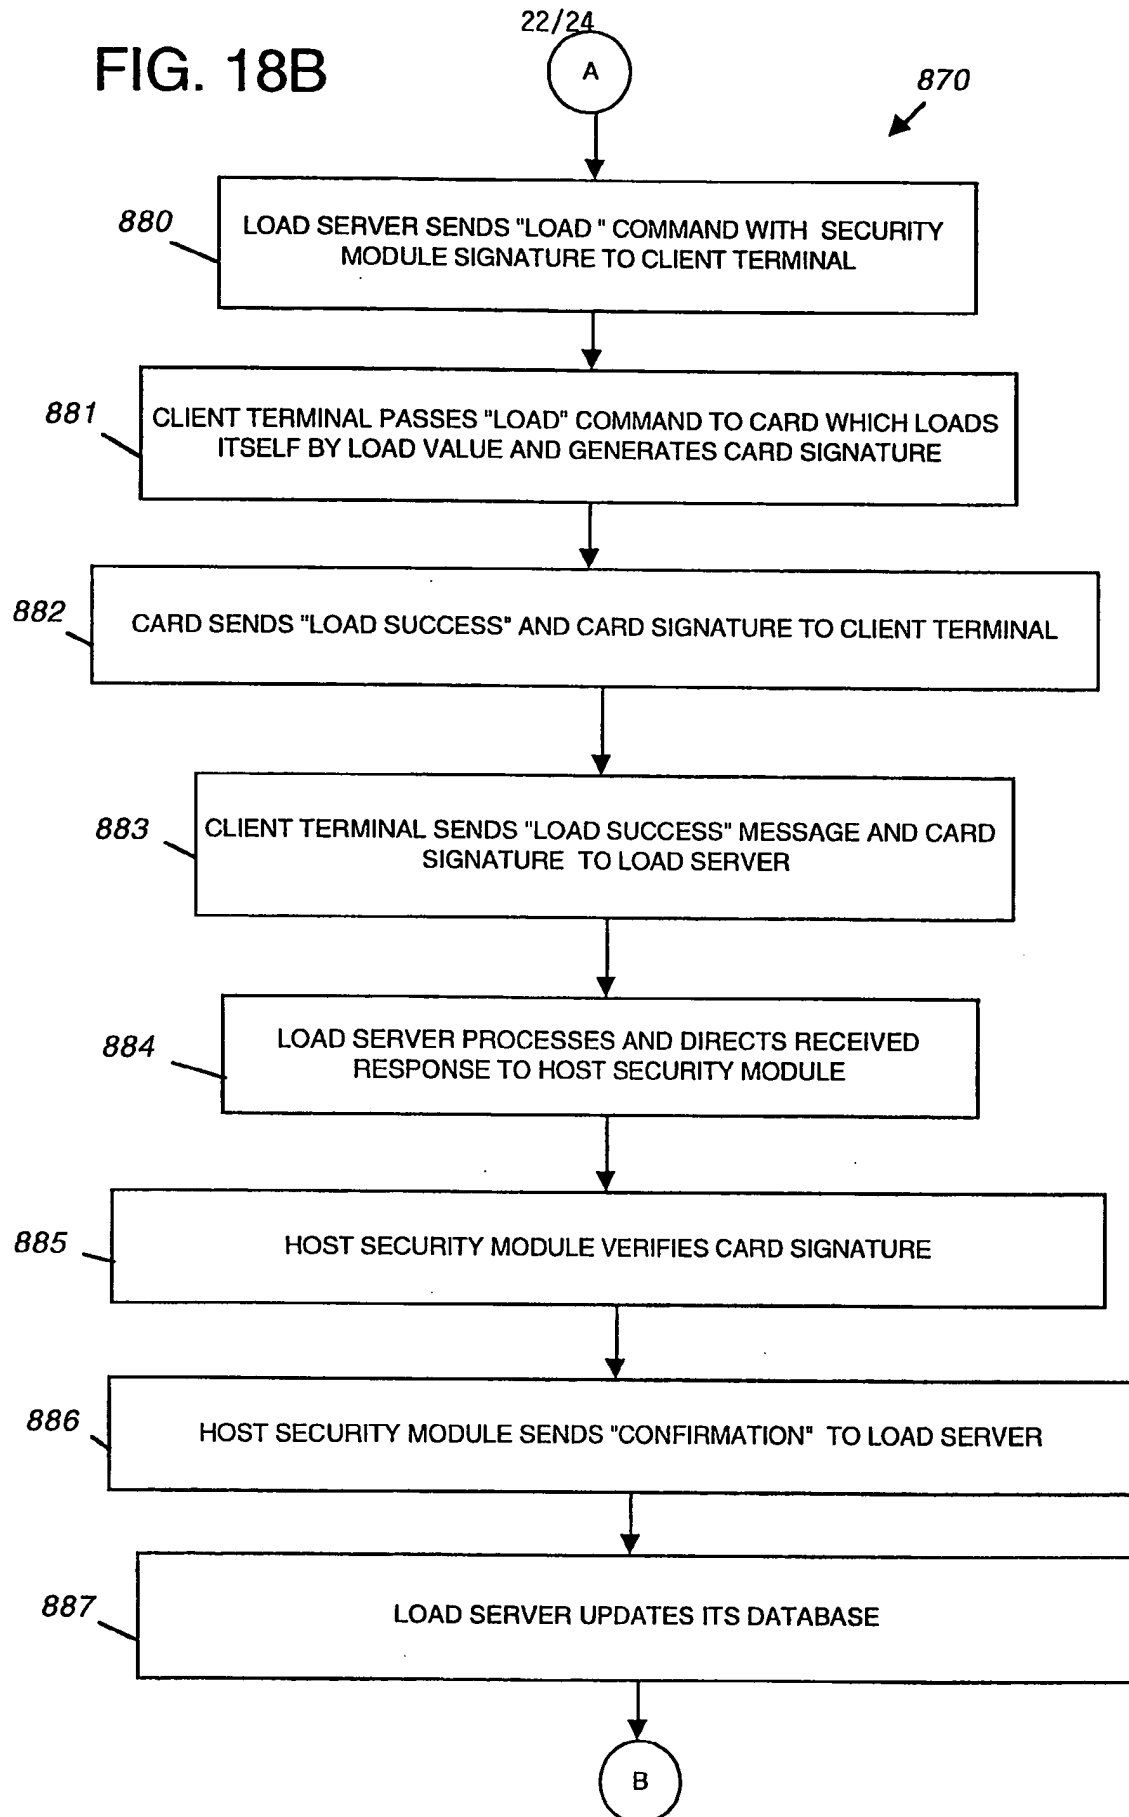 22/24
FIG. 18B
A
870
880
LOAD SERVER SENDS "LOAD " COMMAND WITH SECURITY
MODULE SIGNATURE TO CLIENT TERMINAL
881
CLIENT TERMINAL PASSES "LOAD" COMMAND TO CARD WHICH LOADS
ITSELF BY LOAD VALUE AND GENERATES CARD SIGNATURE
882
CARD SENDS "LOAD SUCCESS" AND CARD SIGNATURE TO CLIENT TERMINAL
883
CLIENT TERMINAL SENDS "LOAD SUCCESS" MESSAGE AND CARD
SIGNATURE TO LOAD SERVER
884
LOAD SERVER PROCESSES AND DIRECTS RECEIVED
RESPONSE TO HOST SECURITY MODULE
885
HOST SECURITY MODULE VERIFIES CARD SIGNATURE
886
HOST SECURITY MODULE SENDS "CONFIRMATION" TO LOAD SERVER
887
LOAD SERVER UPDATES ITS DATABASE
B